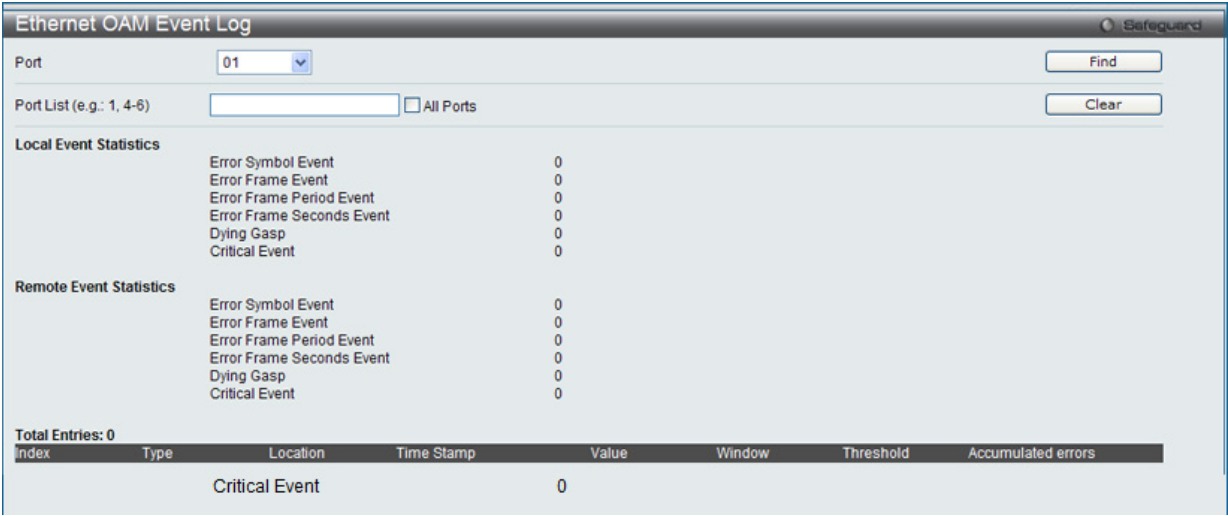 Ethernet OAM Event Log Safeguard
Port 01 Find
Port List (e.g.: 1, 4-6) All Ports Clear
Local Event Statistics
Error Symbol Event 0
Error Frame Event 0
Error Frame Period Event 0
Error Frame Seconds Event 0
Dying Gasp 0
Critical Event 0
Remote Event Statistics
Error Symbol Event 0
Error Frame Event 0
Error Frame Period Event 0
Error Frame Seconds Event 0
Dying Gasp 0
Critical Event 0
Total Entries: 0
Index Type Location Time Stamp Value Window Threshold Accumulated errors
Critical Event 0